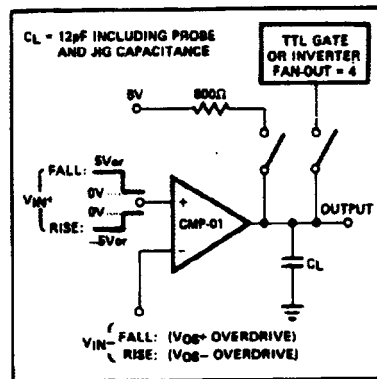 CL = 12pF INCLUDING PROBE
AND JIG CAPACITANCE
TTL GATE
OR INVERTER
FAN-OUT = 4
5V
800Ω
FALL:
5Vor
0V
VIN+
0V
RISE:
-5Vor
+
CMP-01
−
OUTPUT
CL
VIN-
FALL: (VOS+ OVERDRIVE)
RISE: (VOS− OVERDRIVE)